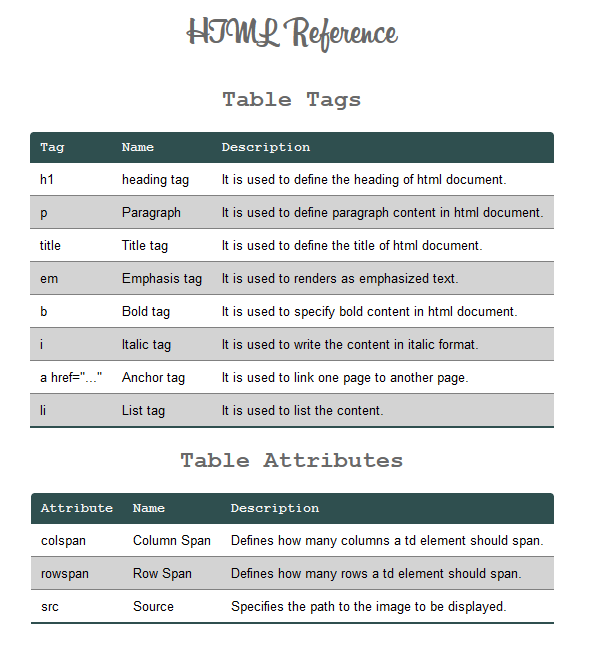 HTML Reference
Table Tags
Tag Name Description
h1 heading tag It is used to define the heading of html document.
p Paragraph It is used to define paragraph content in html document.
title Title tag It is used to define the title of html document.
em Emphasis tag It is used to renders as emphasized text.
b Bold tag It is used to specify bold content in html document.
i Italic tag It is used to write the content in italic format.
a href="..." Anchor tag It is used to link one page to another page.
li List tag It is used to list the content.
Table Attributes
Attribute Name Description
colspan Column Span Defines how many columns a td element should span.
rowspan Row Span Defines how many rows a td element should span.
src Source Specifies the path to the image to be displayed.